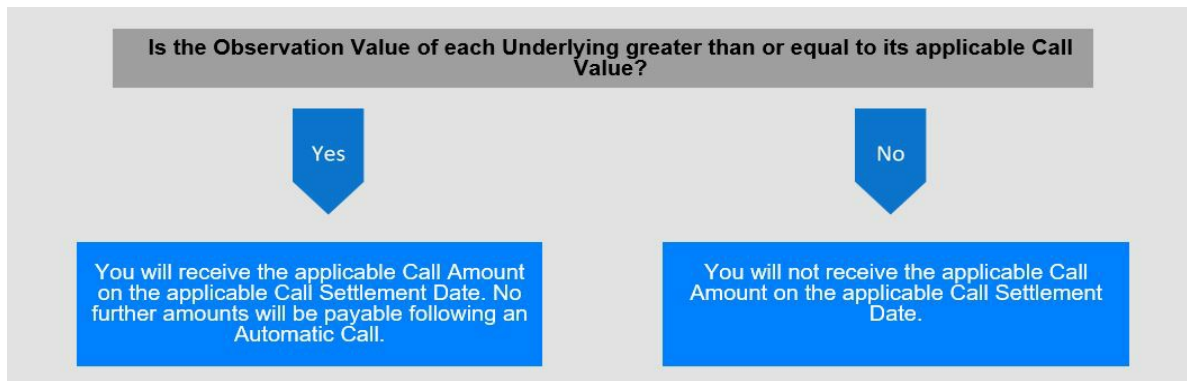 Is the Observation Value of each Underlying greater than or equal to its applicable Call
Value?
Yes
No
You will receive the applicable Call Amount
on the applicable Call Settlement Date. No
further amounts will be payable following an
Automatic Call.
You will not receive the applicable Call
Amount on the applicable Call Settlement
Date.